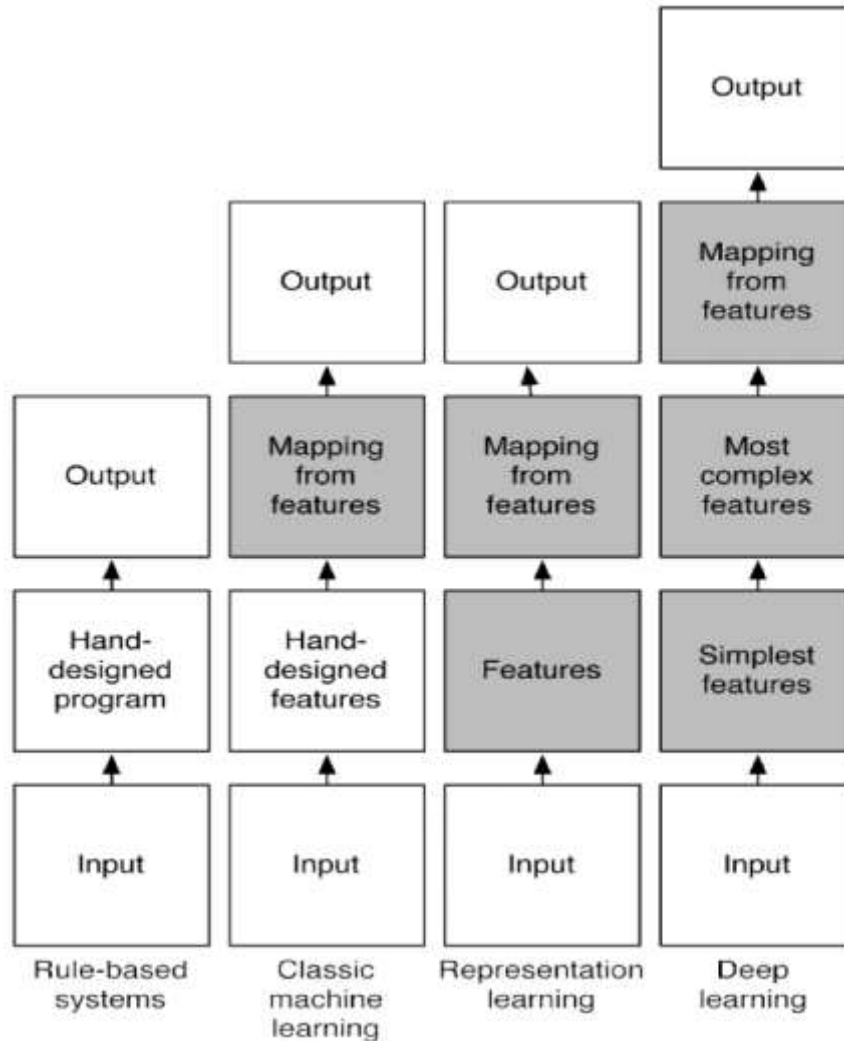 Output
Mapping
from
features
Output
Output
Mapping
from
features
Mapping
from
features
Most
complex
features
Output
Hand-
designed
program
Hand-
designed
features
Features
Simplest
features
Input
Input
Input
Input
Rule-based
systems
Classic
machine
learning
Representation
learning
Deep
learning